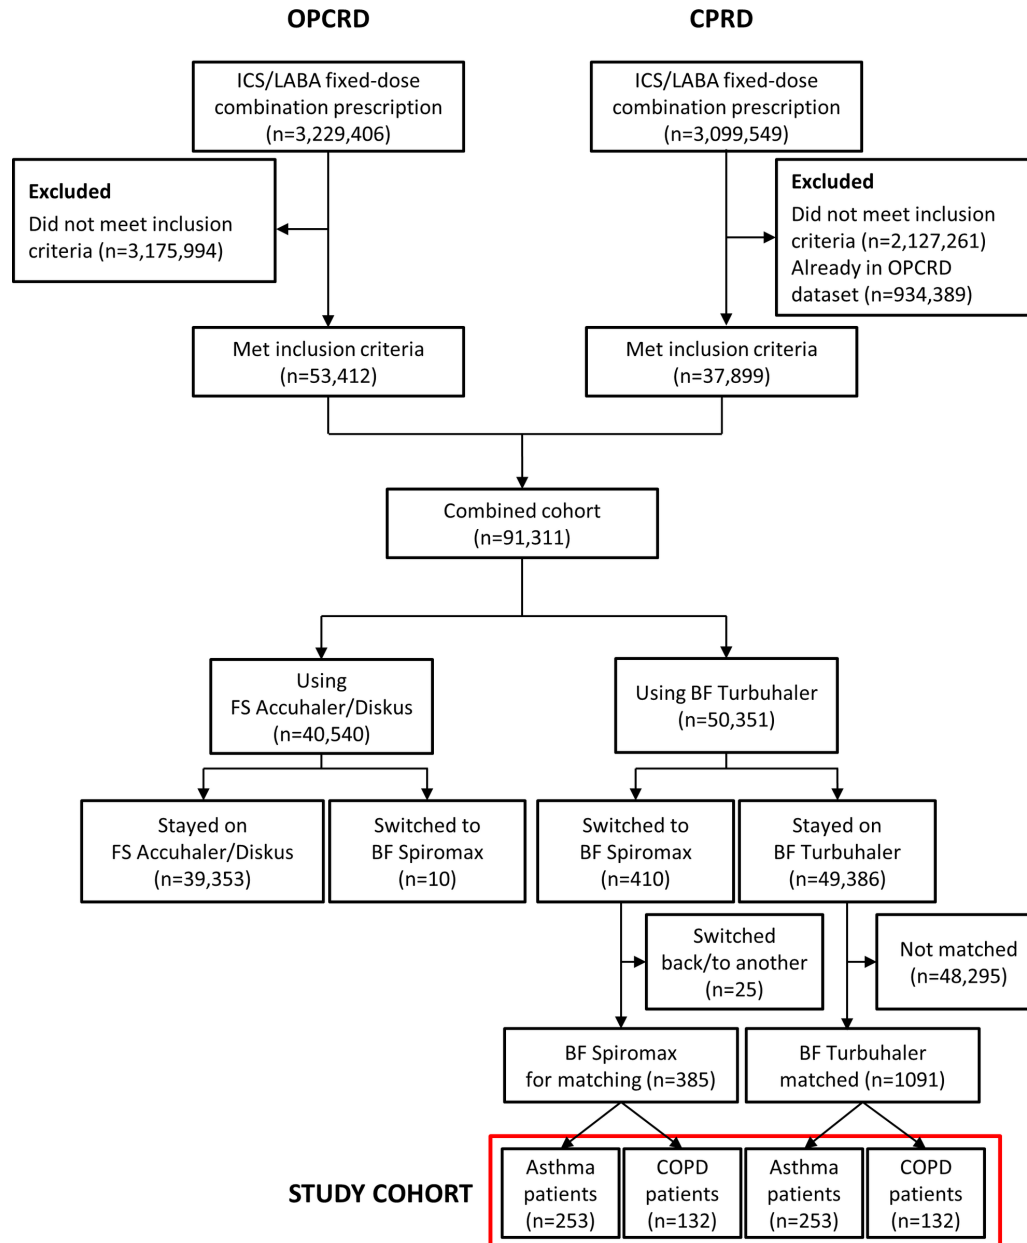 OPCRD
CPRD
ICS/LABA fixed-dose
combination prescription
(n=3,229,406)
ICS/LABA fixed-dose
combination prescription
(n=3,099,549)
Excluded
Did not meet inclusion
criteria (n=3,175,994)
Excluded
Did not meet inclusion
criteria (n=2,127,261)
Already in OPCRD
dataset (n=934,389)
Met inclusion criteria
(n=53,412)
Met inclusion criteria
(n=37,899)
Combined cohort
(n=91,311)
Using
FS Accuhaler/Diskus
(n=40,540)
Using BF Turbuhaler
(n=50,351)
Stayed on
FS Accuhaler/Diskus
(n=39,353)
Switched to
BF Spiromax
(n=10)
Switched to
BF Spiromax
(n=410)
Stayed on
BF Turbuhaler
(n=49,386)
Switched
back/to another
(n=25)
Not matched
(n=48,295)
BF Spiromax
for matching (n=385)
BF Turbuhaler
matched (n=1091)
STUDY COHORT
Asthma
patients
(n=253)
COPD
patients
(n=132)
Asthma
patients
(n=253)
COPD
patients
(n=132)